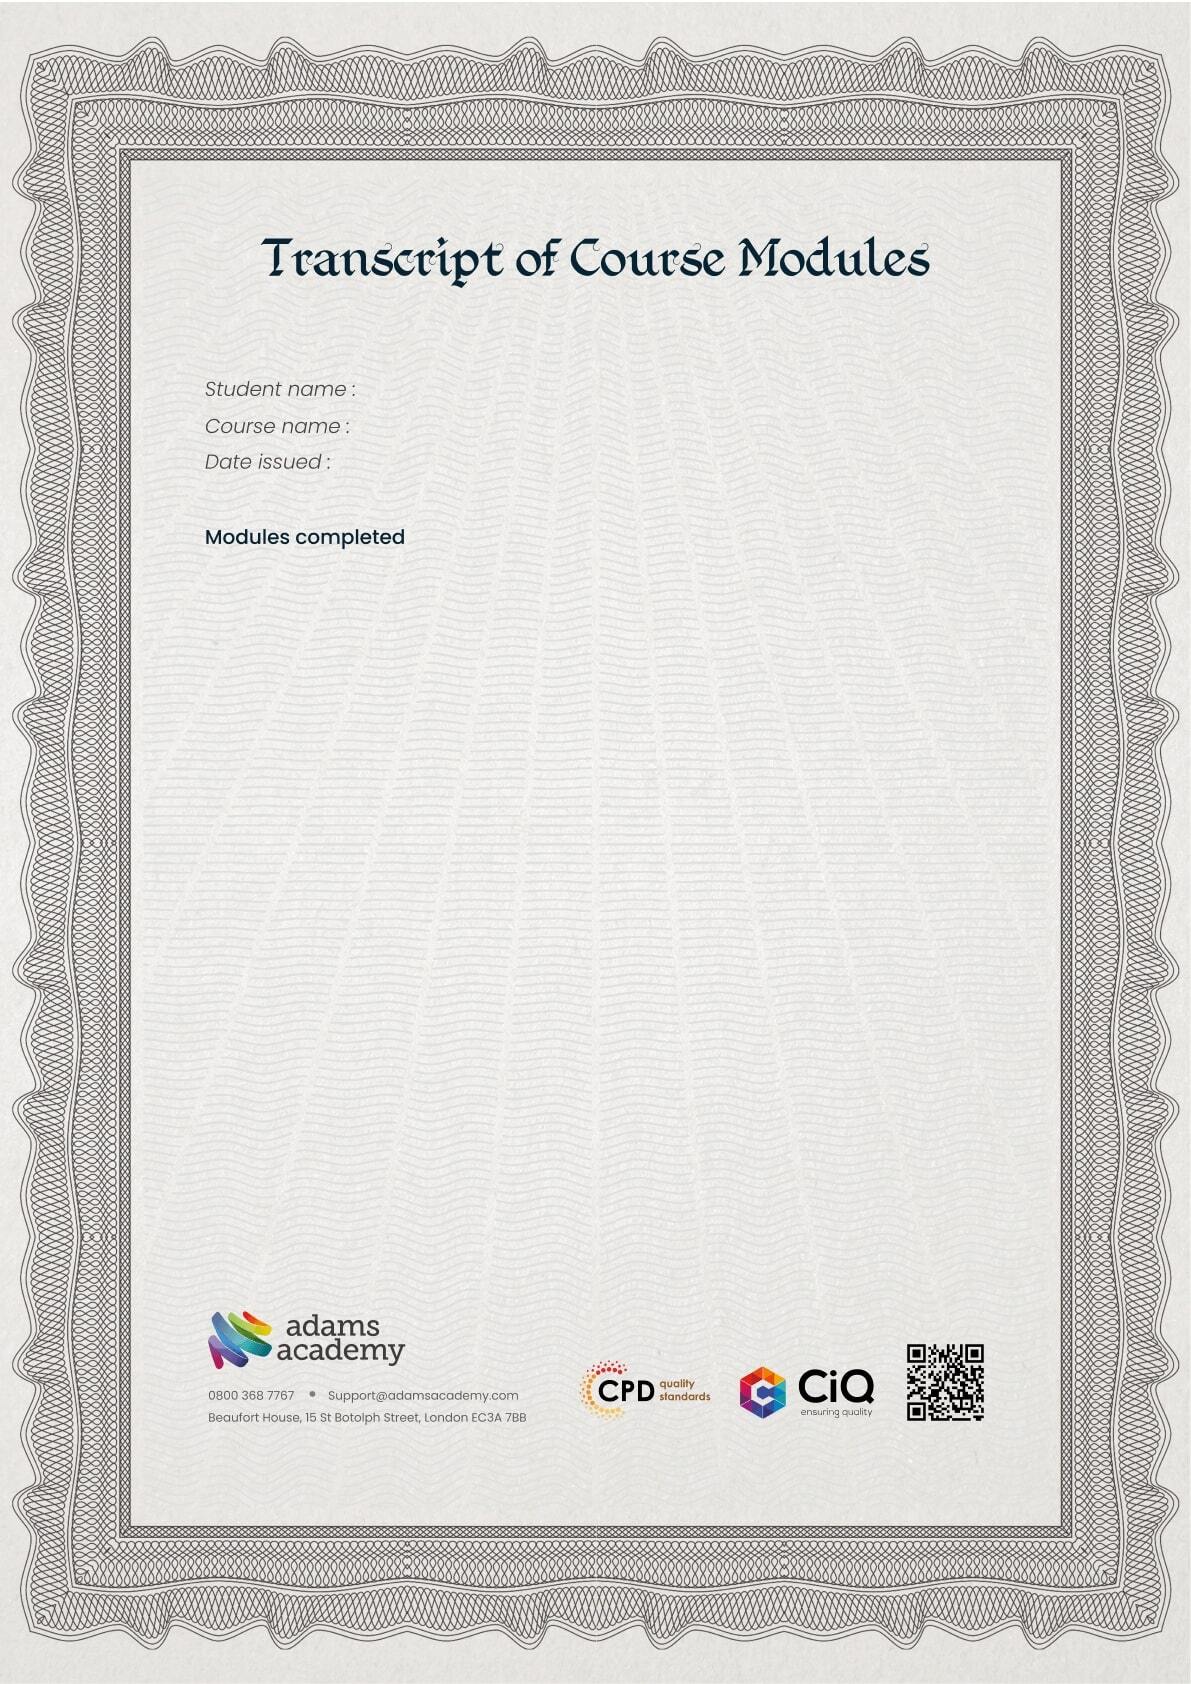 Transcript of Course Modules
Student name :
Course name :
Date issued :
Modules completed
adams
academy
0800 368 7767 • Support@adamsacademy.com
Beaufort House, 15 St Botolph Street, London EC3A 7BB
CPD quality
standards
CiQ
ensuring quality